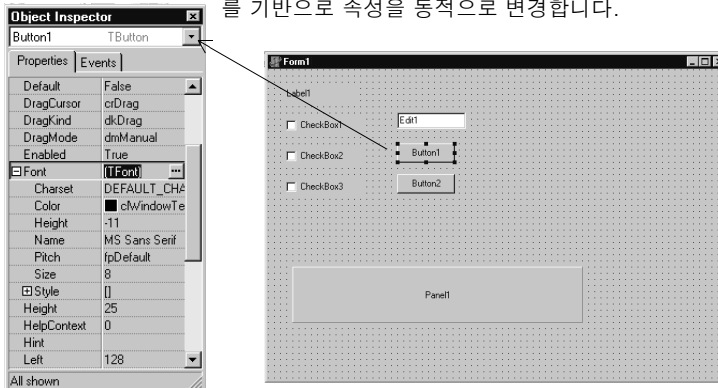 를 기반으로 속성을 동적으로 변경합니다.
Object Inspector
Button1 TButton
Properties Events
Default False
DragCursor crDrag
DragKind dkDrag
DragMode dmManual
Enabled True
Font (TFont)
Charset DEFAULT_CHA
Color clWindowTe
Height -11
Name MS Sans Serif
Pitch fpDefault
Size 8
Style []
Height 25
HelpContext 0
Hint
Left 128
All shown
Form1
Label1
CheckBox1 Edit1
CheckBox2 Button1
CheckBox3 Button2
Panel1